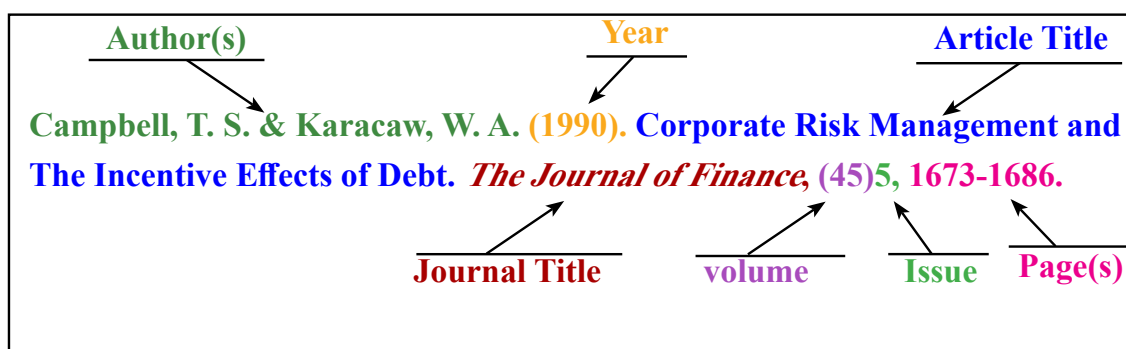 Author(s) Year Article Title
Campbell, T. S. & Karacaw, W. A. (1990). Corporate Risk Management and
The Incentive Effects of Debt. The Journal of Finance, (45)5, 1673-1686.
Journal Title volume Issue Page(s)